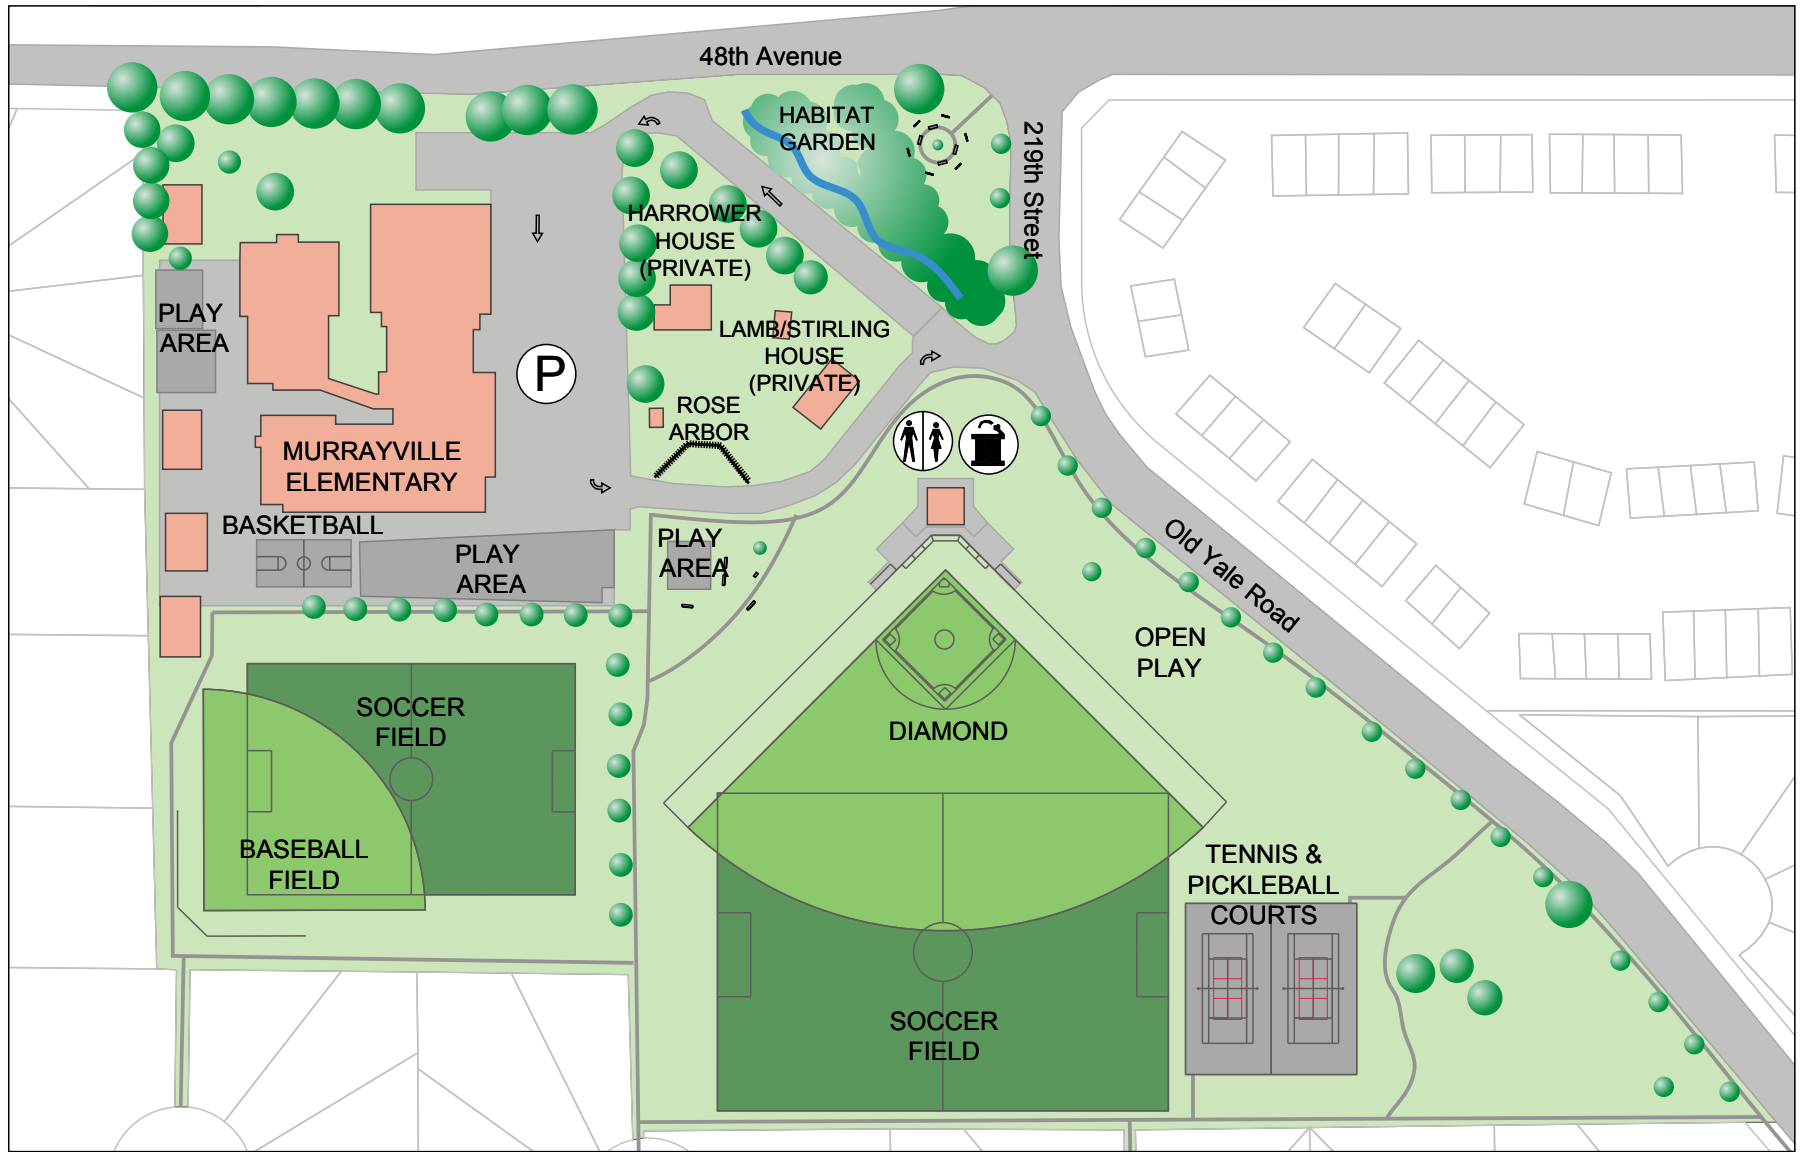 48th Avenue
HABITAT
GARDEN
219th Street
HARROWER
HOUSE
(PRIVATE)
PLAY
AREA
LAMB/STIRLING
HOUSE
(PRIVATE)
P
ROSE
ARBOR
MURRAYVILLE
ELEMENTARY
BASKETBALL
PLAY
AREA
PLAY
AREA
Old Yale Road
OPEN
PLAY
SOCCER
FIELD
DIAMOND
BASEBALL
FIELD
TENNIS &
PICKLEBALL
COURTS
SOCCER
FIELD